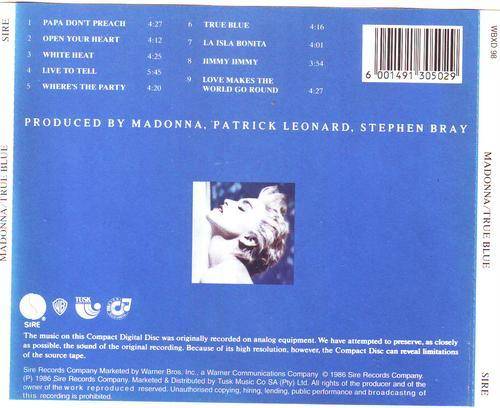 SIRE
MADONNA/TRUE BLUE
1 PAPA DON'T PREACH 4:27
2 OPEN YOUR HEART 4:12
3 WHITE HEAT 4:25
4 LIVE TO TELL 5:45
5 WHERE'S THE PARTY 4:20
6 TRUE BLUE 4:16
7 LA ISLA BONITA 4:01
8 JIMMY JIMMY 3:54
9 LOVE MAKES THE
WORLD GO ROUND 4:27
6 001491 305029
PRODUCED BY MADONNA, PATRICK LEONARD, STEPHEN BRAY
SIRE
TUSK
The music on this Compact Digital Disc was originally recorded on analog equipment. We have attempted to preserve, as closely
as possible, the sound of the original recording. Because of its high resolution, however, the Compact Disc can reveal limitations
of the source tape.
Sire Records Company Marketed by Warner Bros. Inc., a Warner Communications Company © 1986 Sire Records Company.
(P) 1986 Sire Records Company. Marketed & Distributed by Tusk Music Co SA (Pty) Ltd. All rights of the producer and of the
owner of the work reproduced reserved. Unauthorised copying, hiring, lending, public performance and broadcasting of
this recording is prohibited.
WBXD 98
MADONNA/TRUE BLUE
SIRE